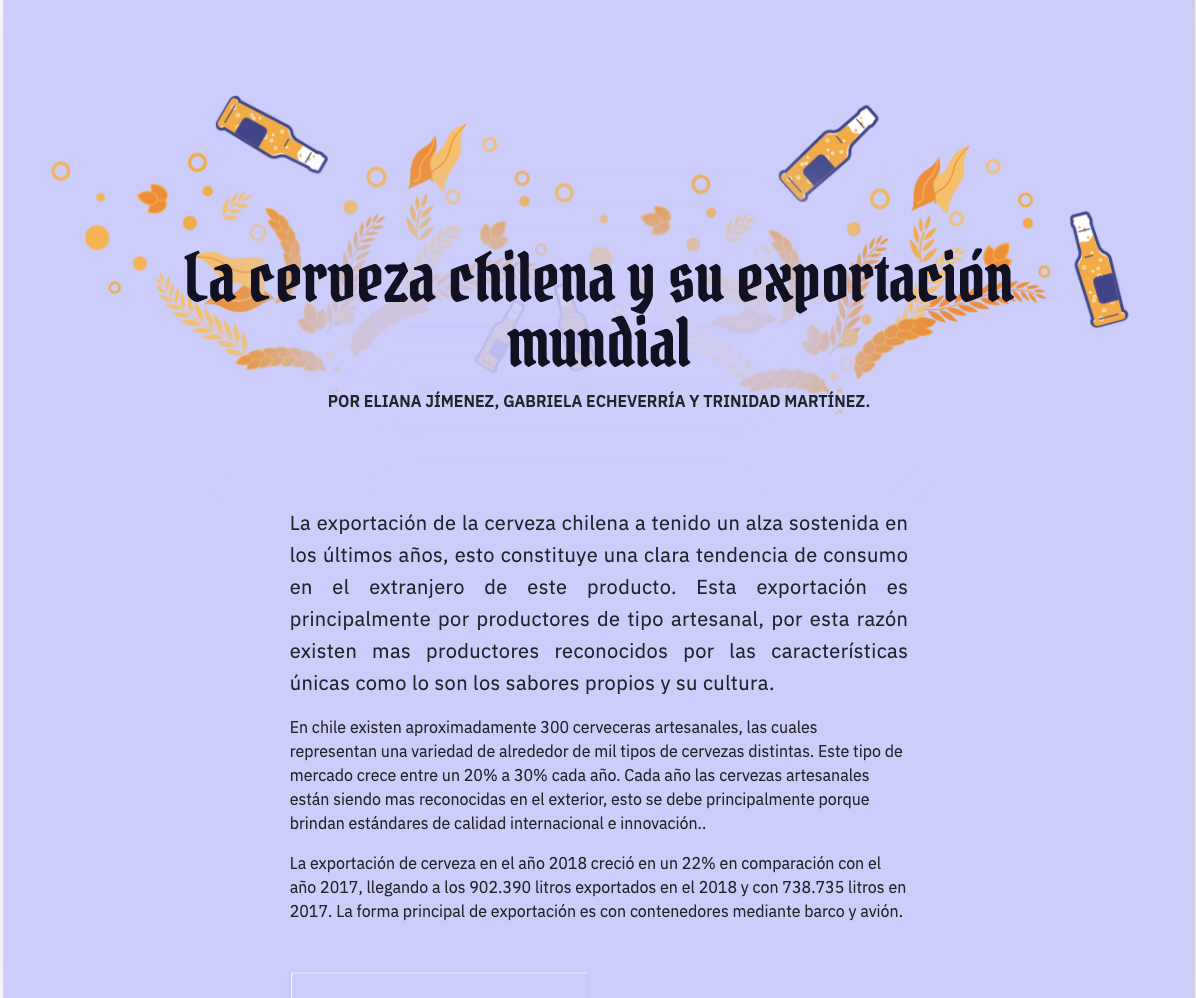 La cerveza chilena y su exportación
mundial
POR ELIANA JÍMENEZ, GABRIELA ECHEVERRÍA Y TRINIDAD MARTÍNEZ.
La exportación de la cerveza chilena a tenido un alza sostenida en
los últimos años, esto constituye una clara tendencia de consumo
en el extranjero de este producto. Esta exportación es
principalmente por productores de tipo artesanal, por esta razón
existen mas productores reconocidos por las características
únicas como lo son los sabores propios y su cultura.
En chile existen aproximadamente 300 cerveceras artesanales, las cuales
representan una variedad de alrededor de mil tipos de cervezas distintas. Este tipo de
mercado crece entre un 20% a 30% cada año. Cada año las cervezas artesanales
están siendo mas reconocidas en el exterior, esto se debe principalmente porque
brindan estándares de calidad internacional e innovación..
La exportación de cerveza en el año 2018 creció en un 22% en comparación con el
año 2017, llegando a los 902.390 litros exportados en el 2018 y con 738.735 litros en
2017. La forma principal de exportación es con contenedores mediante barco y avión.